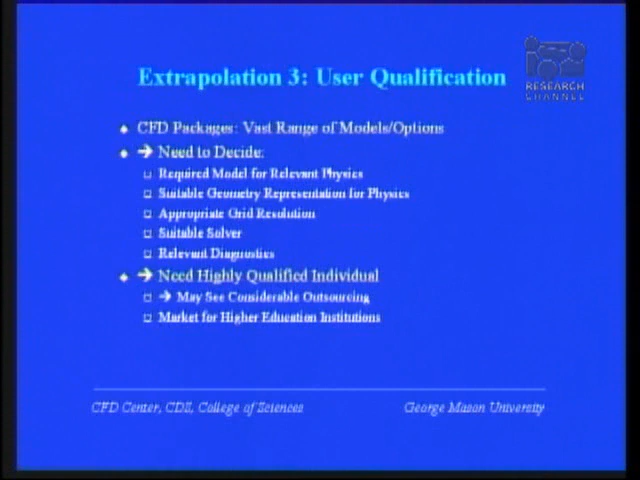 Extrapolation 3: User Qualification
RESEARCH
CHANNEL
CFD Packages: Vast Range of Models/Options
→ Need to Decide:
Required Model for Relevant Physics
Suitable Geometry Representation for Physics
Appropriate Grid Resolution
Suitable Solver
Relevant Diagnostics
→ Need Highly Qualified Individual
→ May See Considerable Outsourcing
Market for Higher Education Institutions
CFD Center, CDS, College of Sciences
George Mason University